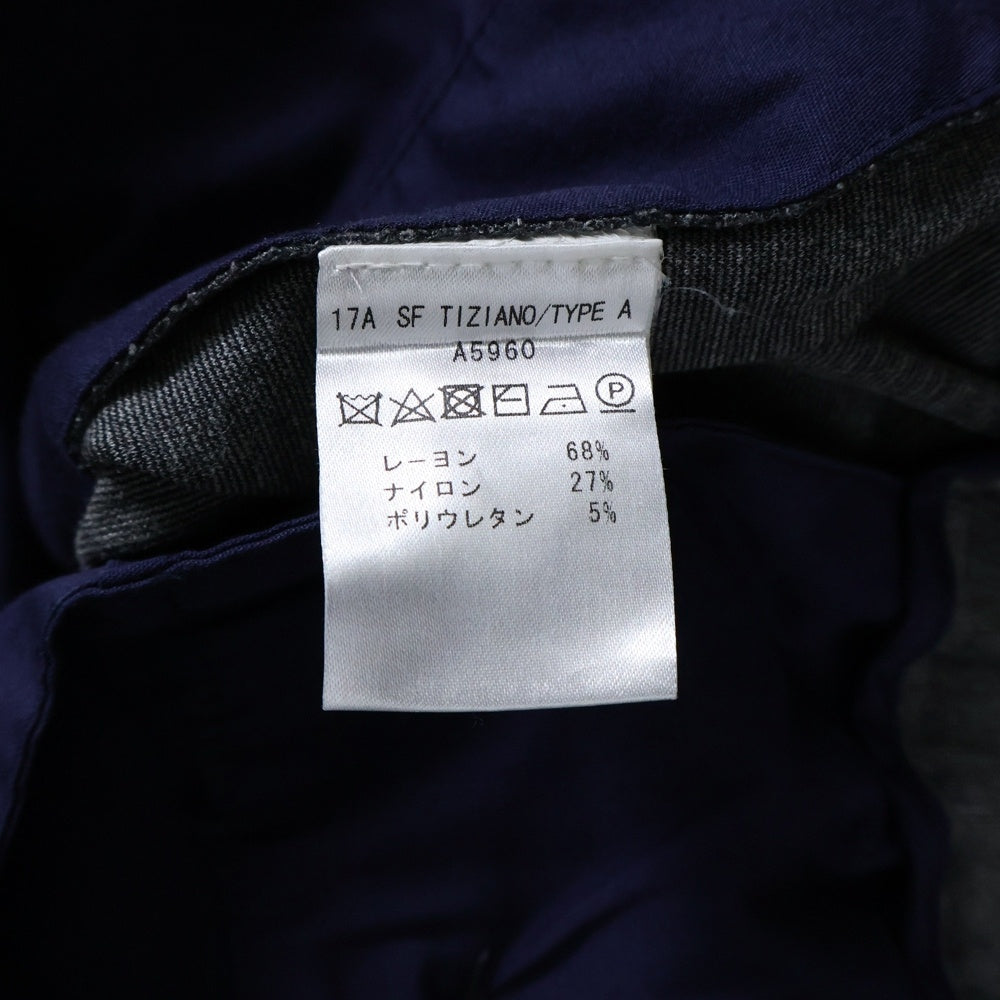 17A SF TIZIANO/TYPE A
A5960
P
レーヨン 68%
ナイロン 27%
ポリウレタン 5%